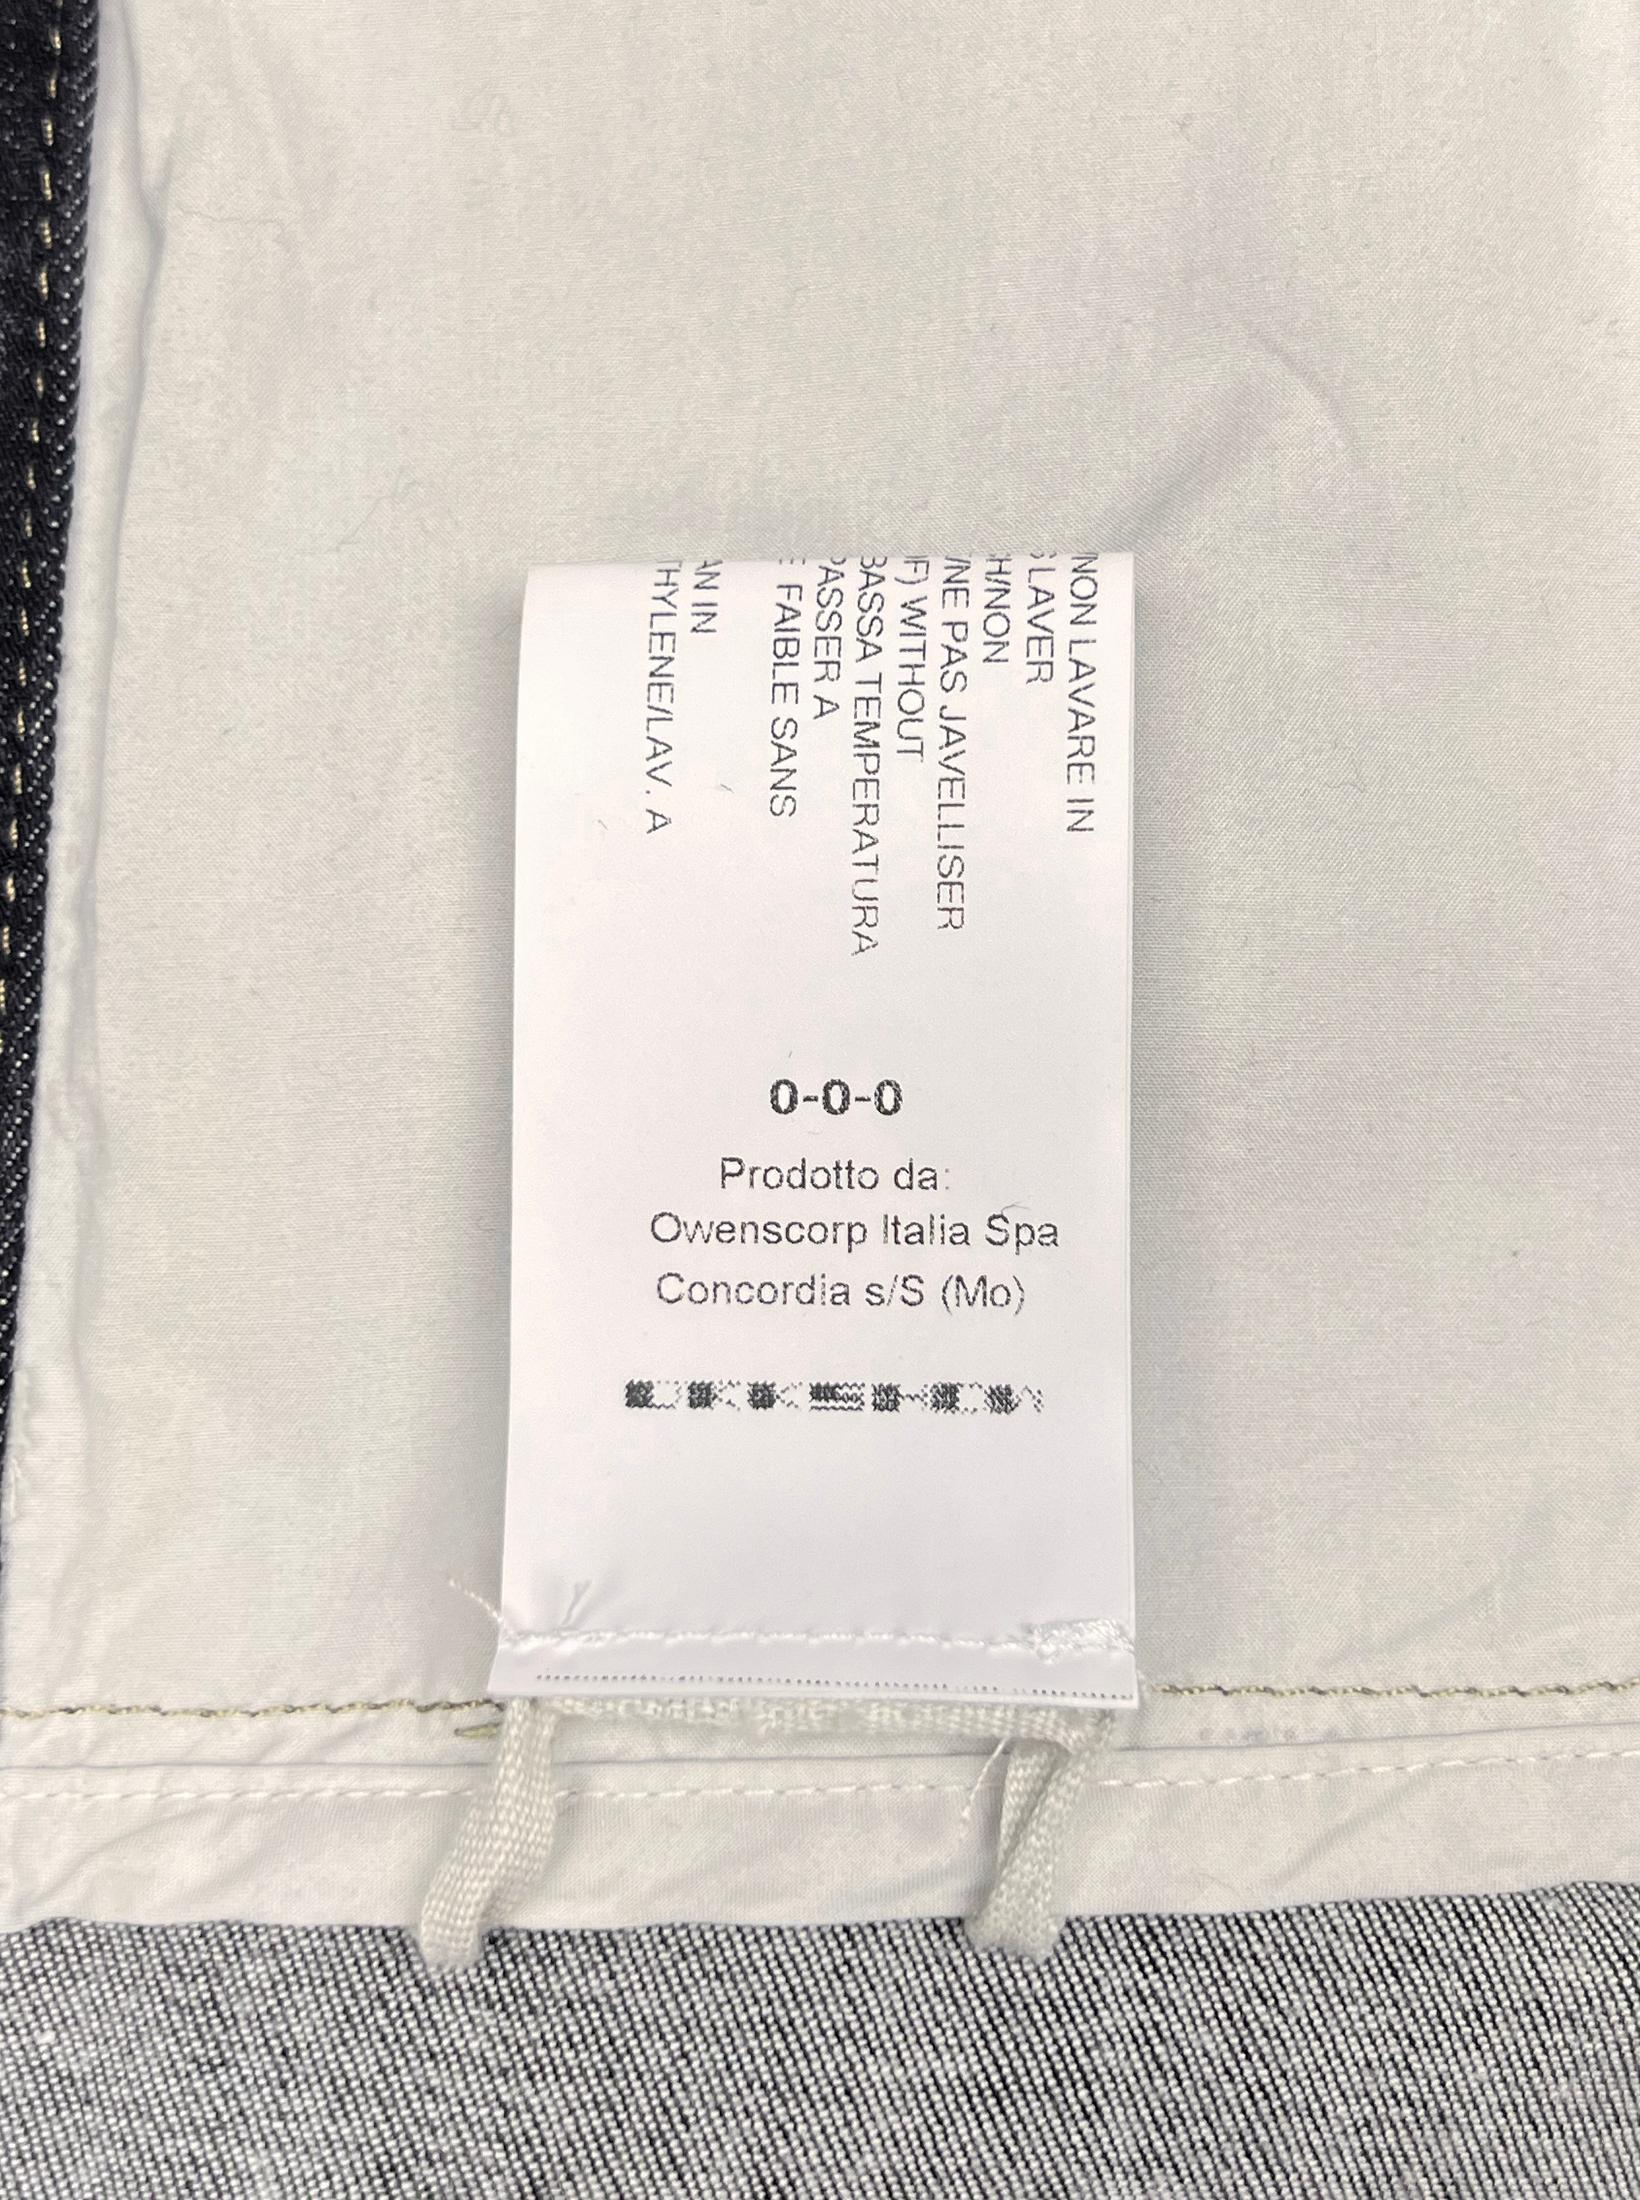 NON LAVARE IN
LAVER
H/NON
/NE PAS JAVELLISER
F) WITHOUT
BASSA TEMPERATURA
PASSER A
FAIBLE SANS
AN IN
THYLENE/LAV. A
0-0-0
Prodotto da:
Owenscorp Italia Spa
Concordia s/S (Mo)